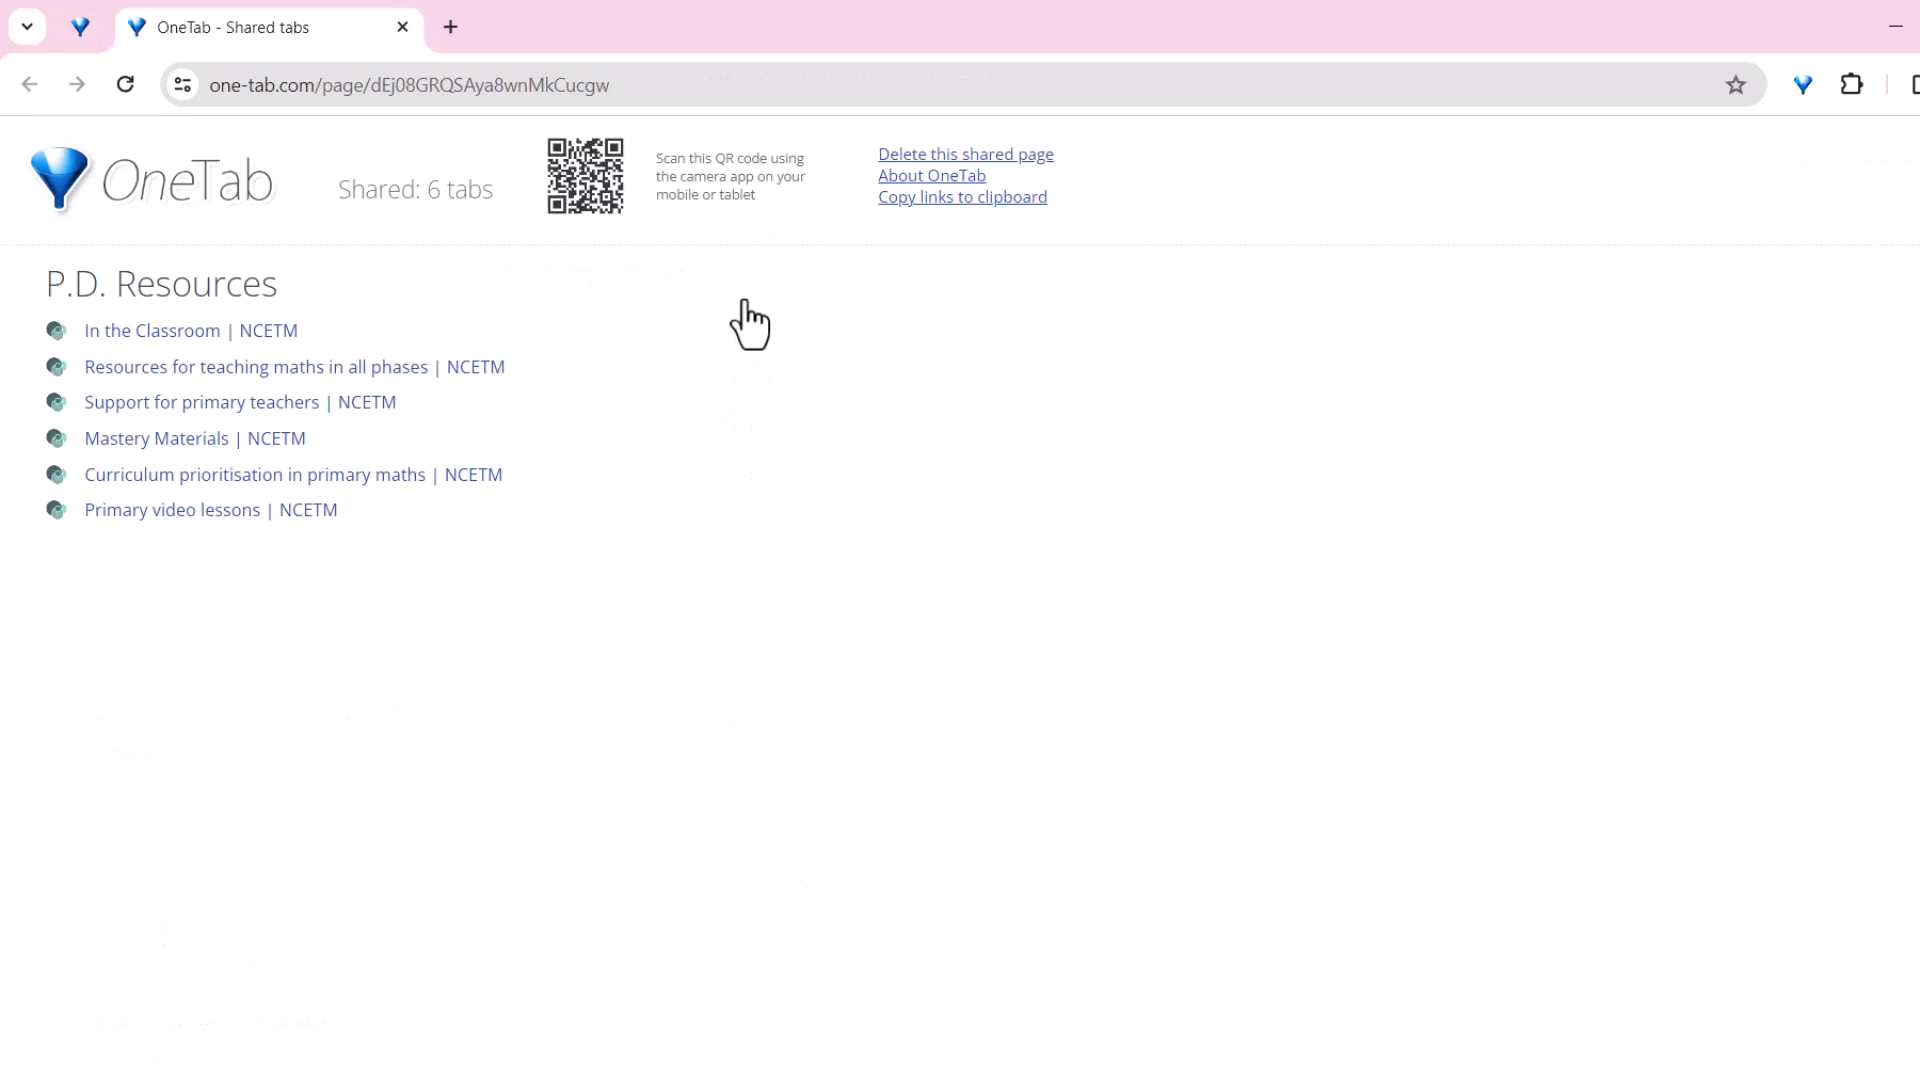 OneTab - Shared tabs
one-tab.com/page/dEj08GRQSAya8wnMkCucgw
OneTab
Shared: 6 tabs
Scan this QR code using
the camera app on your
mobile or tablet
Delete this shared page
About OneTab
Copy links to clipboard
P.D. Resources
In the Classroom | NCETM
Resources for teaching maths in all phases | NCETM
Support for primary teachers | NCETM
Mastery Materials | NCETM
Curriculum prioritisation in primary maths | NCETM
Primary video lessons | NCETM